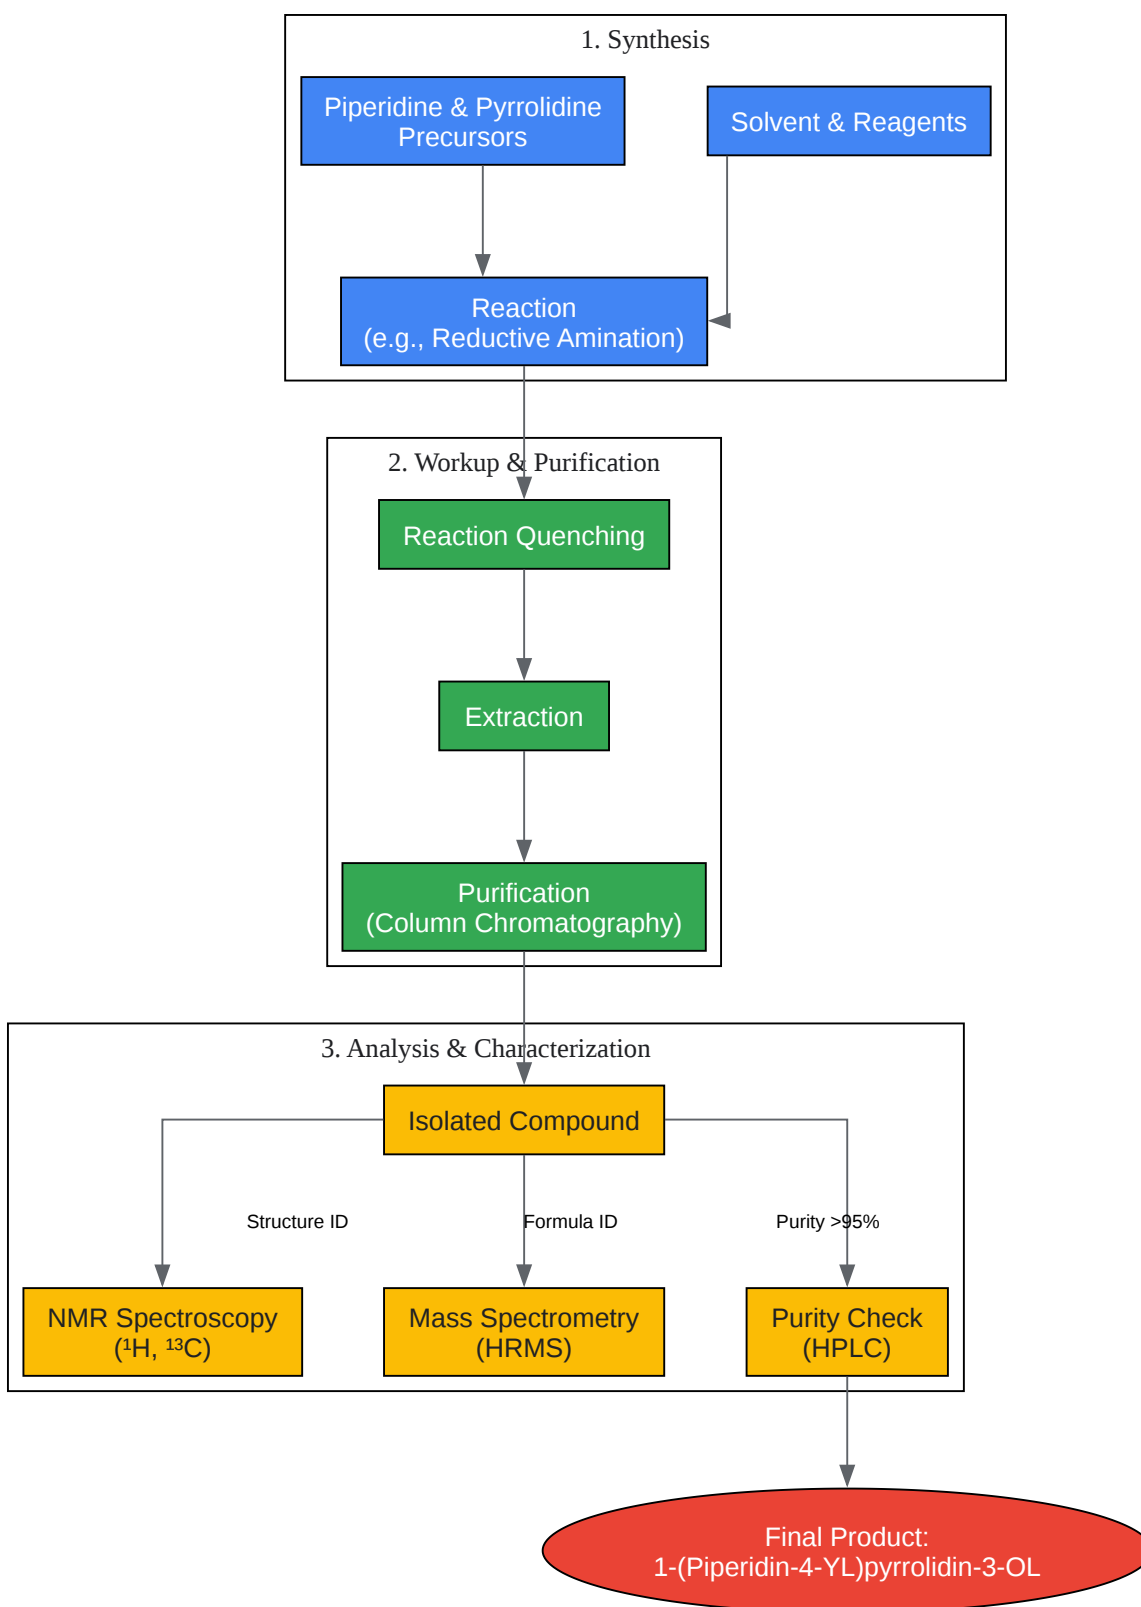 1. Synthesis
Piperidine & Pyrrolidine
Precursors
Solvent & Reagents
Reaction
(e.g., Reductive Amination)
2. Workup & Purification
Reaction Quenching
Extraction
Purification
(Column Chromatography)
3. Analysis & Characterization
Isolated Compound
Structure ID
Formula ID
Purity >95%
NMR Spectroscopy
(¹H, ¹³C)
Mass Spectrometry
(HRMS)
Purity Check
(HPLC)
Final Product:
1-(Piperidin-4-YL)pyrrolidin-3-OL